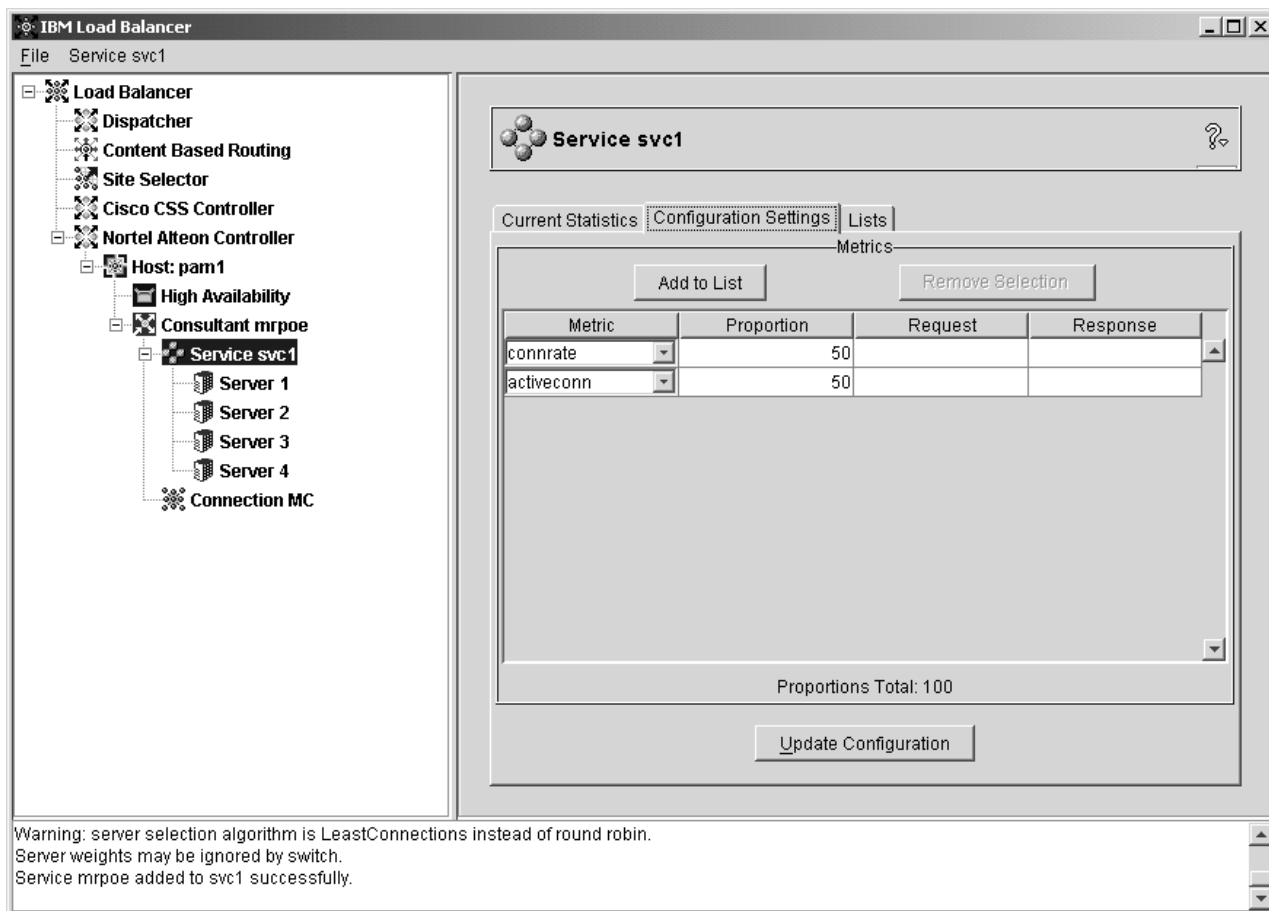 IBM Load Balancer
File Service svc1
Load Balancer
Dispatcher
Content Based Routing
Site Selector
Cisco CSS Controller
Nortel Alteon Controller
Host: pam1
High Availability
Consultant mrpoe
Service svc1
Server 1
Server 2
Server 3
Server 4
Connection MC
Service svc1
?
Current Statistics Configuration Settings Lists
Metrics
Add to List Remove Selection
Metric Proportion Request Response
connrate 50
activeconn 50
Proportions Total: 100
Update Configuration
Warning: server selection algorithm is LeastConnections instead of round robin.
Server weights may be ignored by switch.
Service mrpoe added to svc1 successfully.